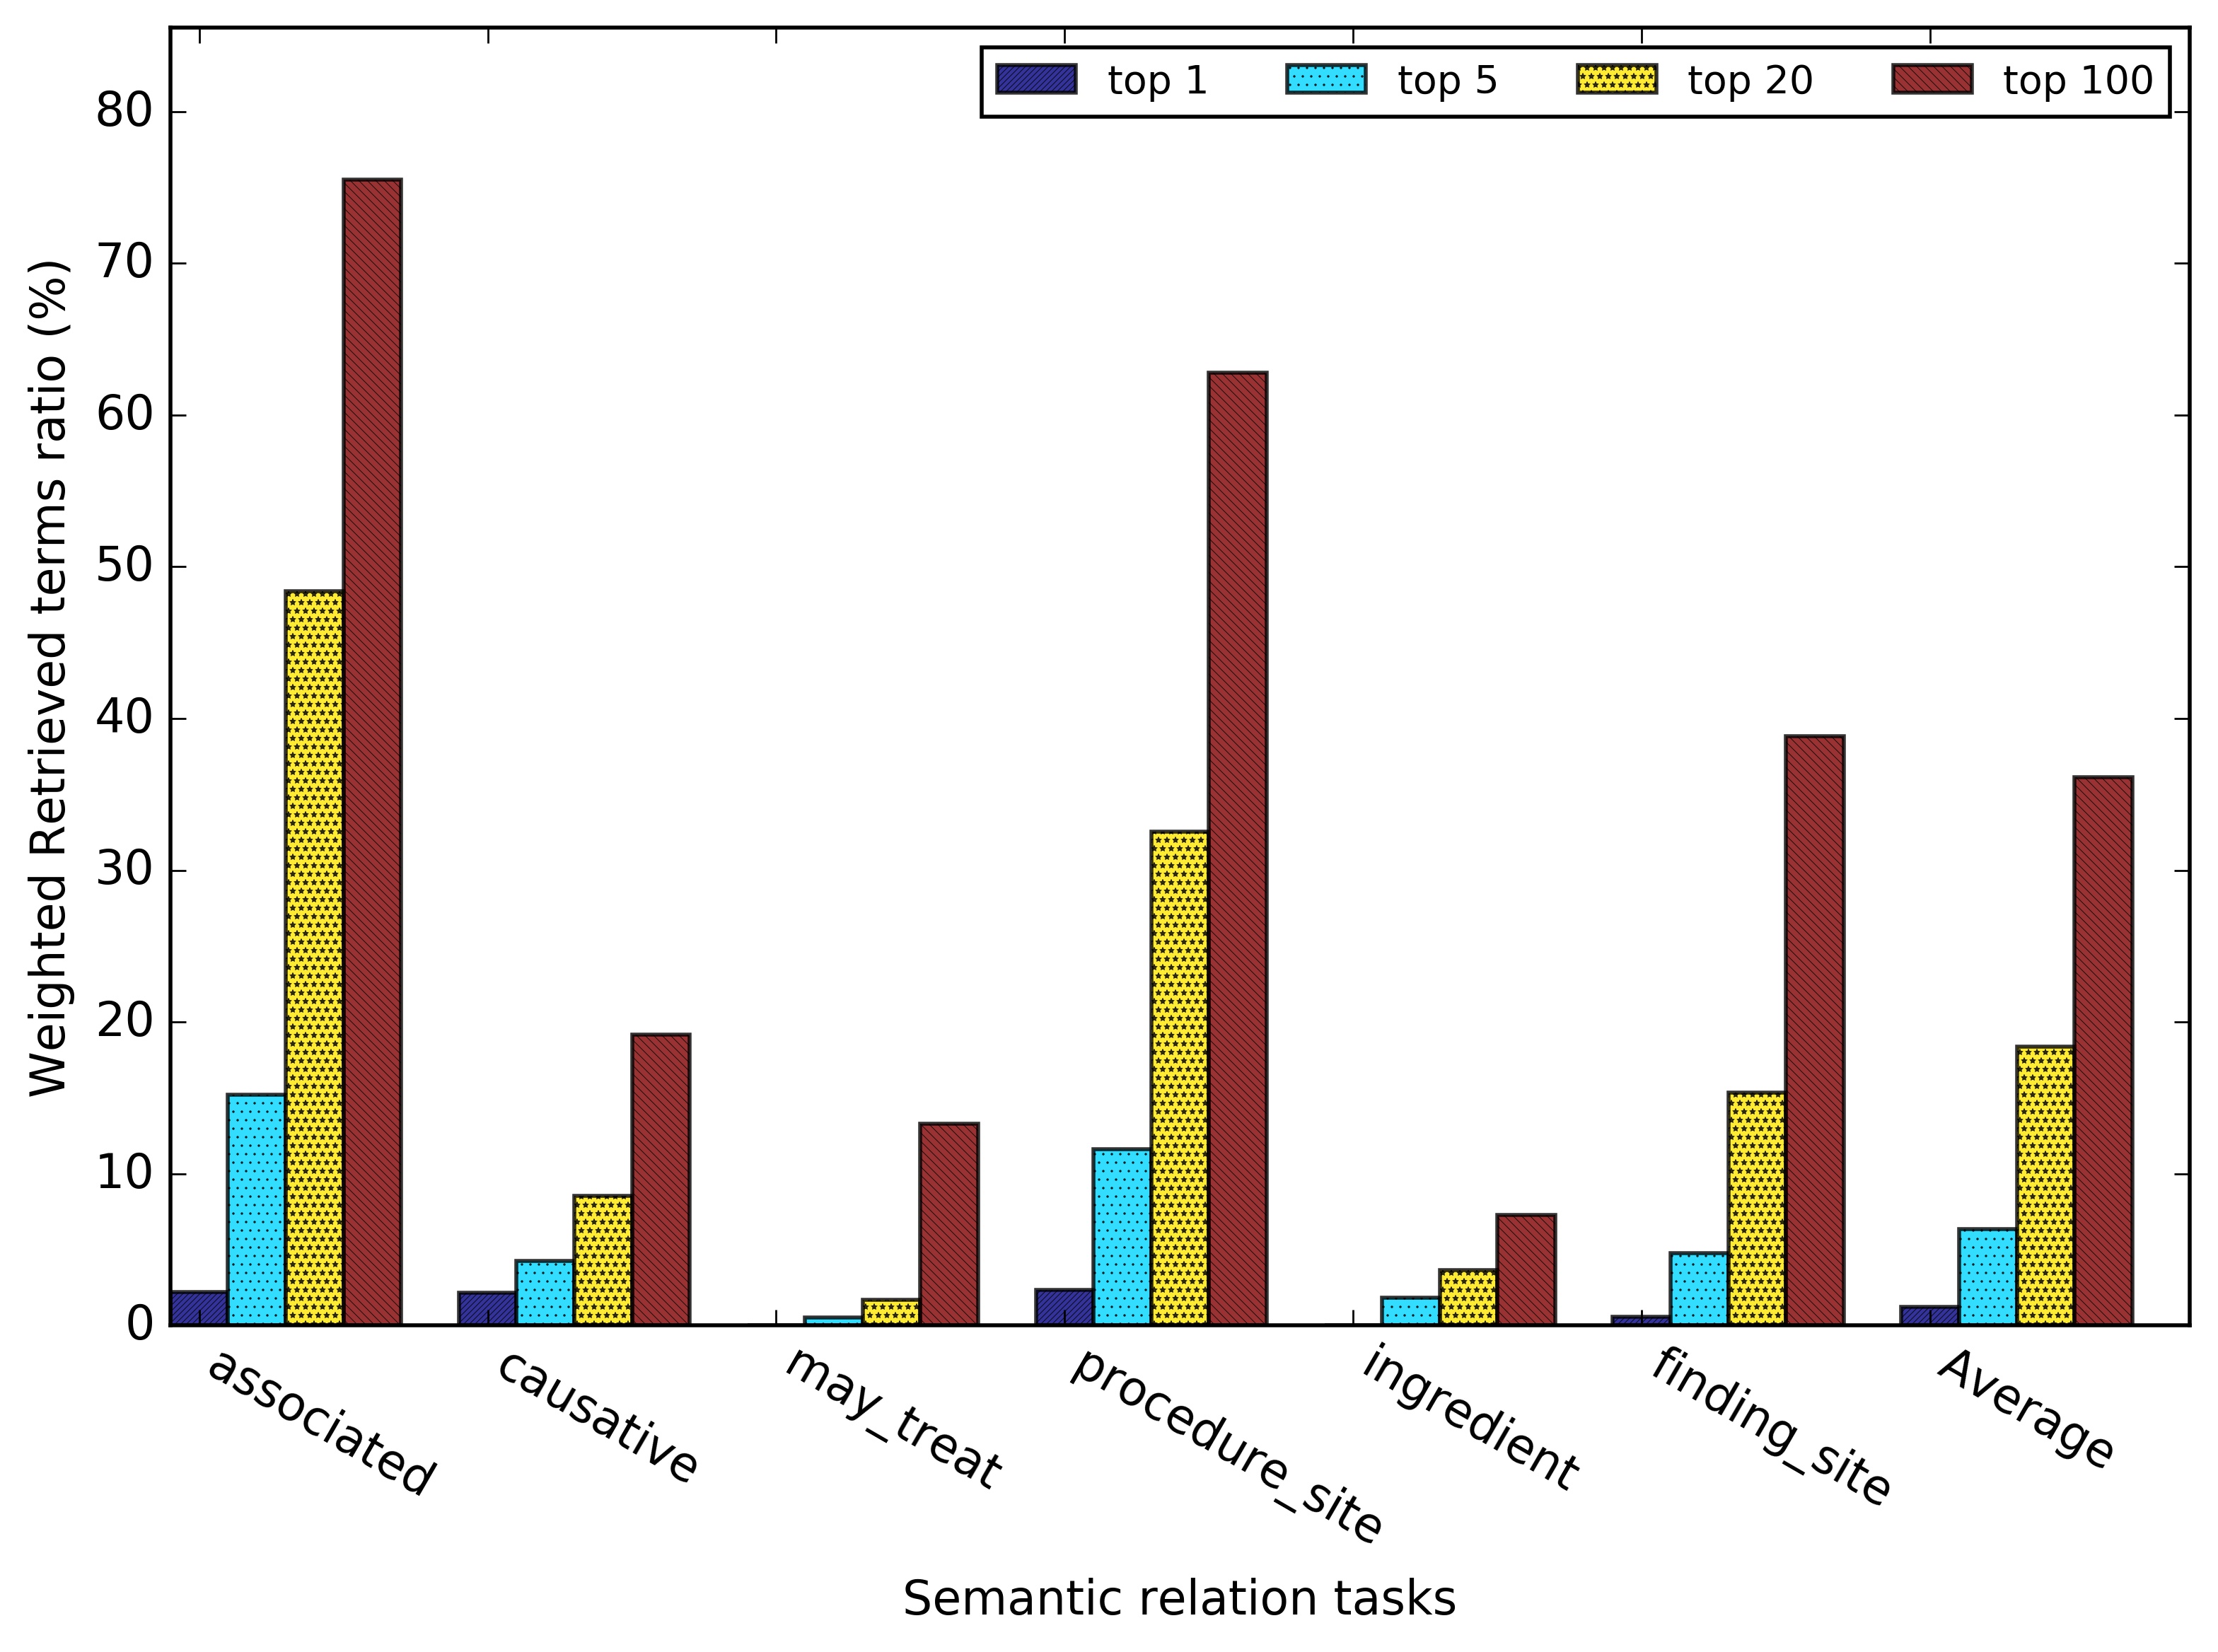 top 1 top 5 top 20 top 100
Weighted Retrieved terms ratio (%)
80
70
60
50
40
30
20
10
0
associated causative may_treat procedure_site ingredient finding_site Average
Semantic relation tasks